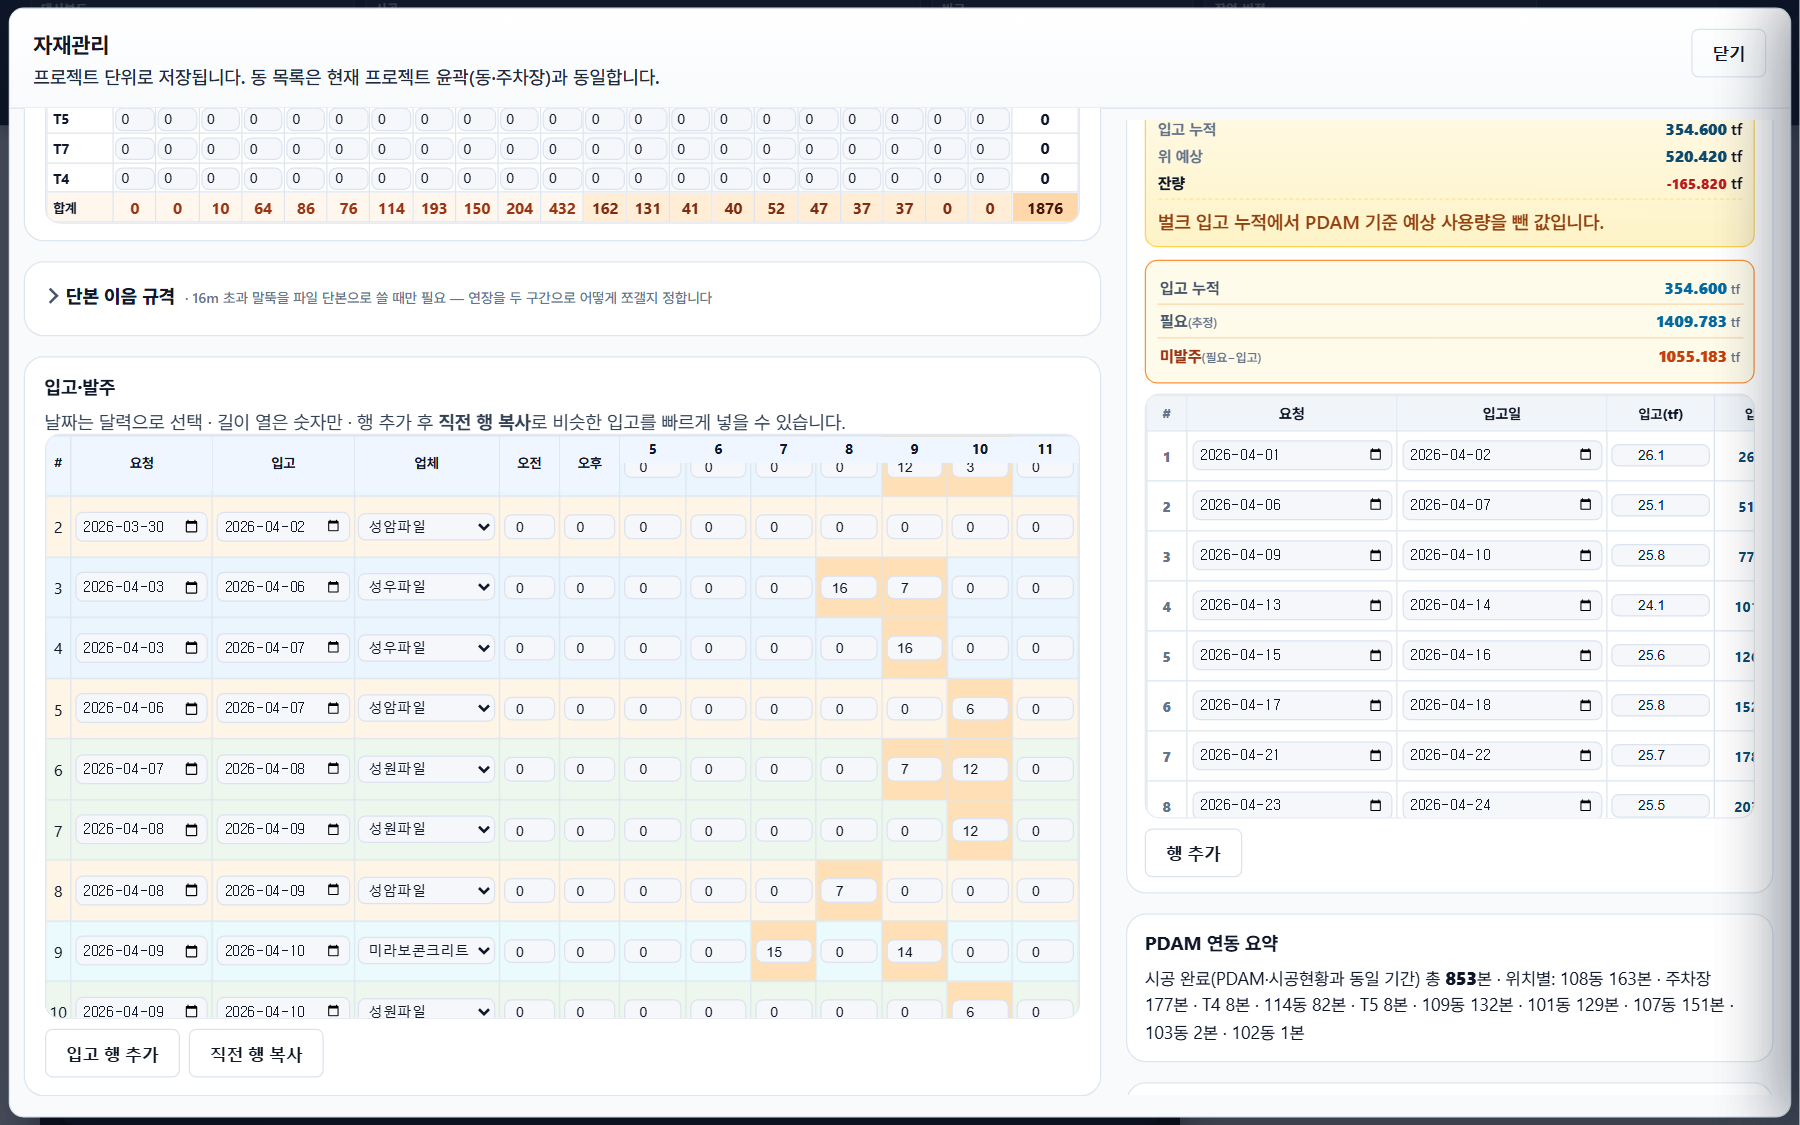 자재관리
프로젝트 단위로 저장됩니다. 동 목록은 현재 프로젝트 윤곽(동·주차장)과 동일합니다.
닫기
T5 0 0 0 0 0 0 0 0 0 0 0 0 0 0 0 0 0 0 0 0 0 0
T7 0 0 0 0 0 0 0 0 0 0 0 0 0 0 0 0 0 0 0 0 0 0
T4 0 0 0 0 0 0 0 0 0 0 0 0 0 0 0 0 0 0 0 0 0 0
합계 0 0 10 64 86 76 114 193 150 204 432 162 131 41 40 52 47 37 37 0 0 1876
단본 이음 규격 · 16m 초과 말뚝을 파일 단본으로 쓸 때만 필요 — 연장을 두 구간으로 어떻게 쪼갤지 정합니다
입고·발주
날짜는 달력으로 선택 · 길이 열은 숫자만 · 행 추가 후 직전 행 복사로 비슷한 입고를 빠르게 넣을 수 있습니다.
# 요청 입고 업체 오전 오후 5 6 7 8 9 10 11
0 0 0 0 12 3 0
2 2026-03-30 2026-04-02 성암파일 0 0 0 0 0 0 0 0 0
3 2026-04-03 2026-04-06 성우파일 0 0 0 0 0 16 7 0 0
4 2026-04-03 2026-04-07 성우파일 0 0 0 0 0 0 16 0 0
5 2026-04-06 2026-04-07 성암파일 0 0 0 0 0 0 0 6 0
6 2026-04-07 2026-04-08 성원파일 0 0 0 0 0 0 7 12 0
7 2026-04-08 2026-04-09 성원파일 0 0 0 0 0 0 0 12 0
8 2026-04-08 2026-04-09 성암파일 0 0 0 0 0 7 0 0 0
9 2026-04-09 2026-04-10 미라보콘크리트 0 0 0 0 15 0 14 0 0
10 2026-04-09 2026-04-10 성원파일 0 0 0 0 0 0 0 6 0
입고 행 추가 직전 행 복사
입고 누적 354.600 tf
위 예상 520.420 tf
잔량 -165.820 tf
벌크 입고 누적에서 PDAM 기준 예상 사용량을 뺀 값입니다.
입고 누적 354.600 tf
필요(추정) 1409.783 tf
미발주(필요−입고) 1055.183 tf
# 요청 입고일 입고(tf)
1 2026-04-01 2026-04-02 26.1 26
2 2026-04-06 2026-04-07 25.1 51
3 2026-04-09 2026-04-10 25.8 77
4 2026-04-13 2026-04-14 24.1 10
5 2026-04-15 2026-04-16 25.6 12
6 2026-04-17 2026-04-18 25.8 15
7 2026-04-21 2026-04-22 25.7 17
8 2026-04-23 2026-04-24 25.5 20
행 추가
PDAM 연동 요약
시공 완료(PDAM·시공현황과 동일 기간) 총 853본 · 위치별: 108동 163본 · 주차장
177본 · T4 8본 · 114동 82본 · T5 8본 · 109동 132본 · 101동 129본 · 107동 151본 ·
103동 2본 · 102동 1본